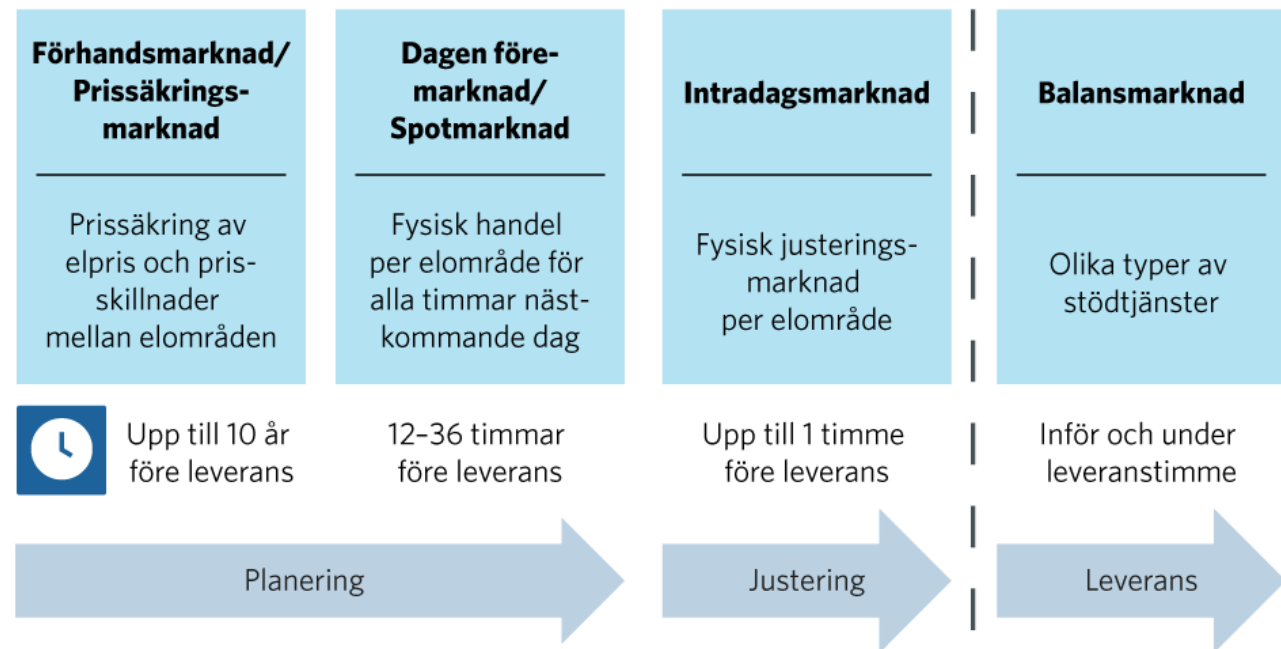 Förhandsmarknad/
Prissäkrings-
marknad
Prissäkring av
elpris och pris-
skillnader
mellan elområden
Upp till 10 år
före leverans
Dagen före-
marknad/
Spotmarknad
Fysisk handel
per elområde för
alla timmar näst-
kommande dag
12–36 timmar
före leverans
Planering
Intradagsmarknad
Fysisk justerings-
marknad
per elområde
Upp till 1 timme
före leverans
Justering
Balansmarknad
Olika typer av
stödtjänster
Inför och under
leveranstimme
Leverans